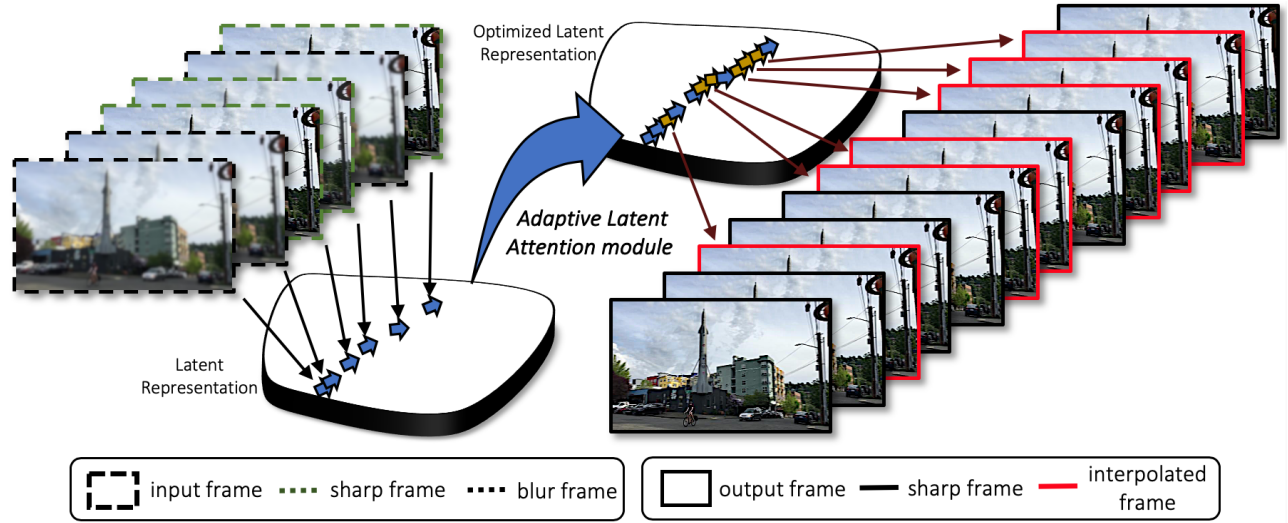 Optimized Latent
Representation
Adaptive Latent
Attention module
Latent
Representation
input frame
sharp frame
blur frame
output frame
sharp frame
interpolated
frame